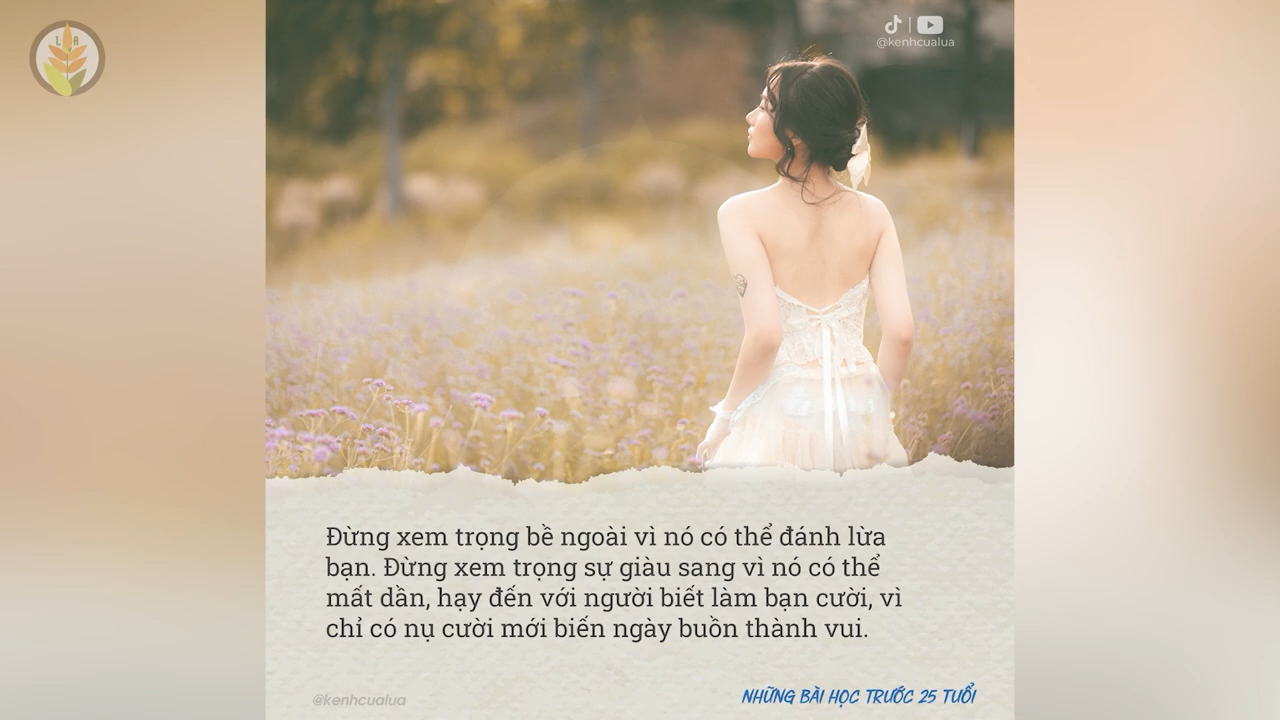 L A
@kenhcualua
Đừng xem trọng bề ngoài vì nó có thể đánh lừa
bạn. Đừng xem trọng sự giàu sang vì nó có thể
mất dần, hạy đến với người biết làm bạn cười, vì
chỉ có nụ cười mới biến ngày buồn thành vui.
@kenhcualua
NHỮNG BÀI HỌC TRƯỚC 25 TUỔI